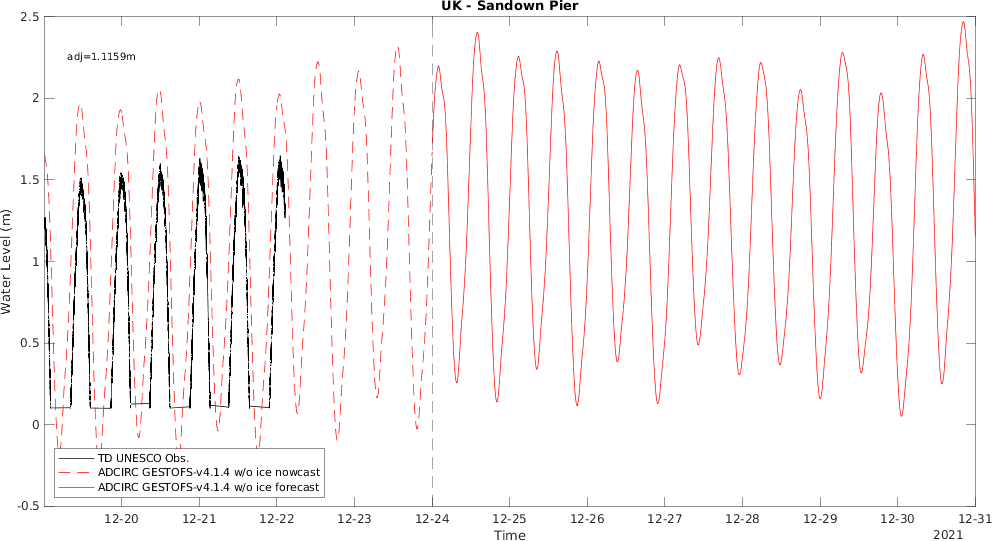 UK - Sandown Pier
adj=1.1159m
2.5
2
1.5
1
0.5
0
-0.5
Water Level (m)
TD UNESCO Obs.
ADCIRC GESTOFS-v4.1.4 w/o ice nowcast
ADCIRC GESTOFS-v4.1.4 w/o ice forecast
12-20 12-21 12-22 12-23 12-24 12-25 12-26 12-27 12-28 12-29 12-30 12-31
Time
2021